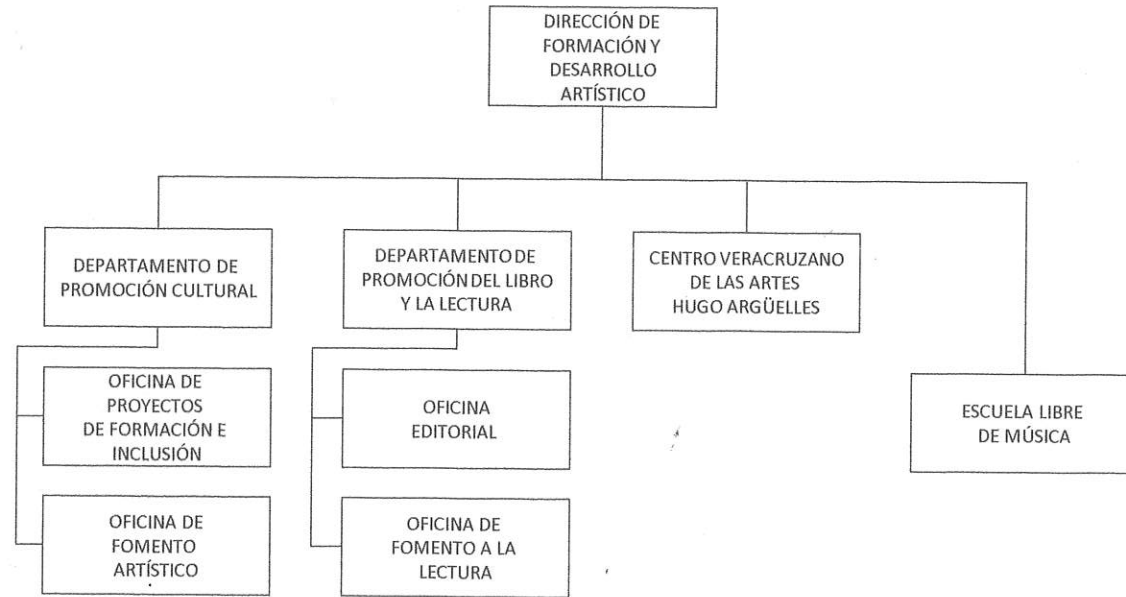 DIRECCIÓN DE
FORMACIÓN Y
DESARROLLO
ARTÍSTICO
DEPARTAMENTO DE
PROMOCIÓN CULTURAL
DEPARTAMENTO DE
PROMOCIÓN DEL LIBRO
Y LA LECTURA
CENTRO VERACRUZANO
DE LAS ARTES
HUGO ARGÜELLES
OFICINA DE
PROYECTOS
DE FORMACIÓN E
INCLUSIÓN
OFICINA
EDITORIAL
ESCUELA LIBRE
DE MÚSICA
OFICINA DE
FOMENTO
ARTÍSTICO
OFICINA DE
FOMENTO A LA
LECTURA